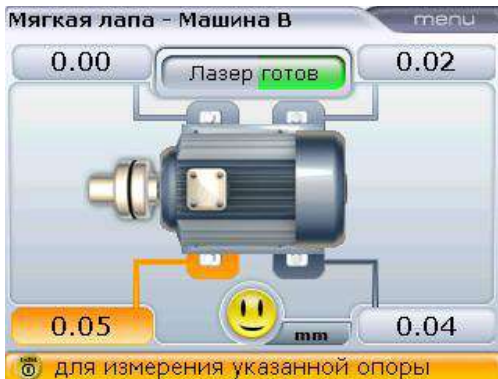 Мягкая лапа - Машина B
menu
0.00
Лазер готов
0.02
0.05
mm
0.04
для измерения указанной опоры